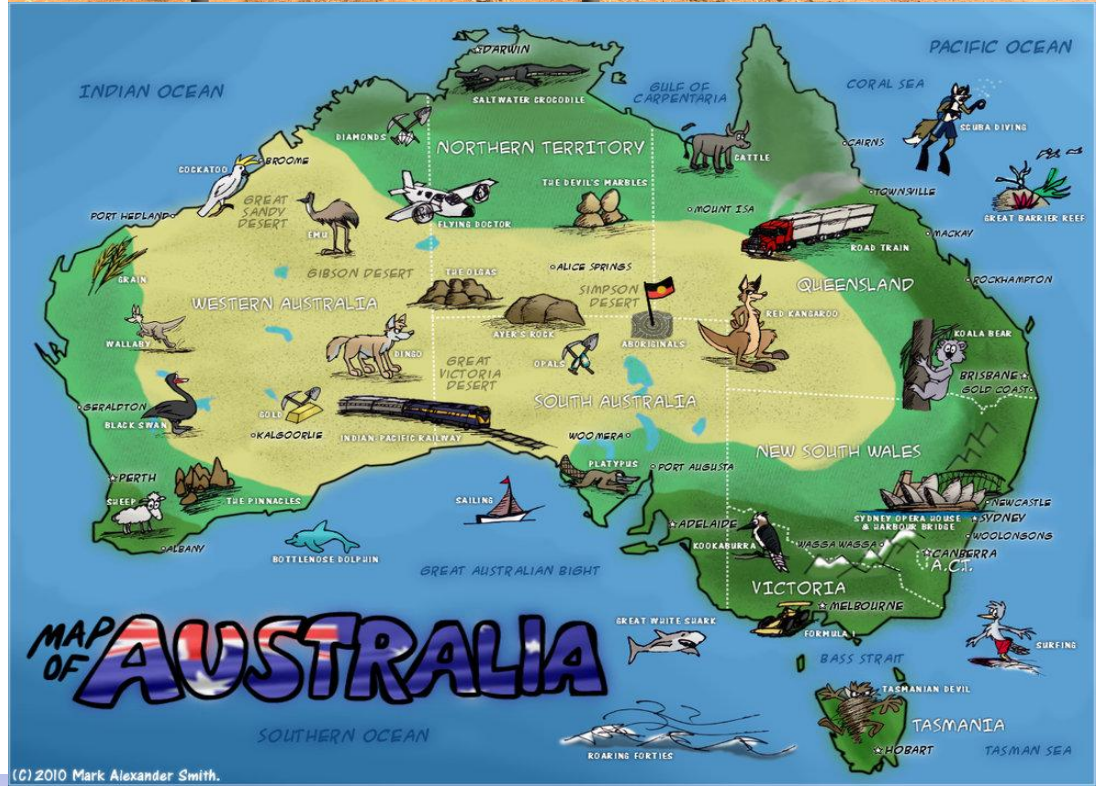 DARWIN
PACIFIC OCEAN
INDIAN OCEAN
GULF OF
CARPENTARIA
CORAL SEA
SALTWATER CROCODILE
DIAMONDS
NORTHERN TERRITORY
SCUBA DIVING
CATTLE
CAIRNS
COCKATOO
BROOME
THE DEVIL'S MARBLES
TOWNSVILLE
GREAT BARRIER REEF
PORT HEDLAND
GREAT
SANDY
DESERT
FLYING DOCTOR
MOUNT ISA
MACKAY
EMU
ROAD TRAIN
GRAIN
GIBSON DESERT
THE OLGAS
ALICE SPRINGS
SIMPSON
DESERT
QUEENSLAND
ROCKHAMPTON
WESTERN AUSTRALIA
RED KANGAROO
AYER'S ROCK
ABORIGINALS
KOALA BEAR
WALLABY
DINGO
GREAT
VICTORIA
DESERT
OPALS
BRISBANE
GOLD COAST
GERALDTON
GOLD
SOUTH AUSTRALIA
BLACK SWAN
KALGOORLIE
INDIAN-PACIFIC RAILWAY
WOOMERA
NEW SOUTH WALES
PLATYPUS
PORT AUGUSTA
PERTH
SHEEP
THE PINNACLES
SAILING
NEWCASTLE
SYDNEY OPERA HOUSE
& HARBOUR BRIDGE
SYDNEY
ADELAIDE
KOOKABURRA
WAGGA WAGGA
WOOLONGONG
CANBERRA
A.C.T.
ALBANY
BOTTLENOSE DOLPHIN
GREAT AUSTRALIAN BIGHT
VICTORIA
MELBOURNE
GREAT WHITE SHARK
FORMULA 1
SURFING
MAP
OF
AUSTRALIA
BASS STRAIT
TASMANIAN DEVIL
TASMANIA
SOUTHERN OCEAN
ROARING FORTIES
HOBART
TASMAN SEA
(C) 2010 Mark Alexander Smith.